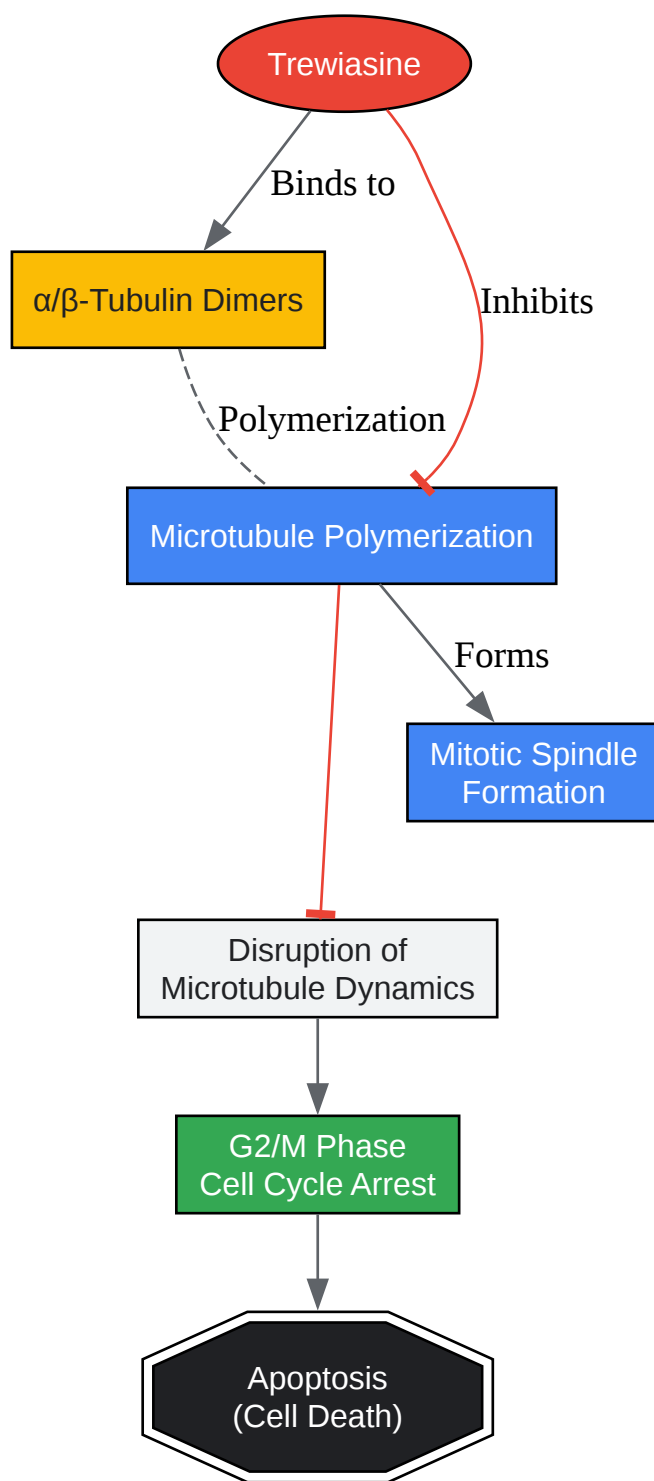 Trewiasine
Binds to
α/β-Tubulin Dimers
Inhibits
Polymerization
Microtubule Polymerization
Forms
Mitotic Spindle
Formation
Disruption of
Microtubule Dynamics
G2/M Phase
Cell Cycle Arrest
Apoptosis
(Cell Death)